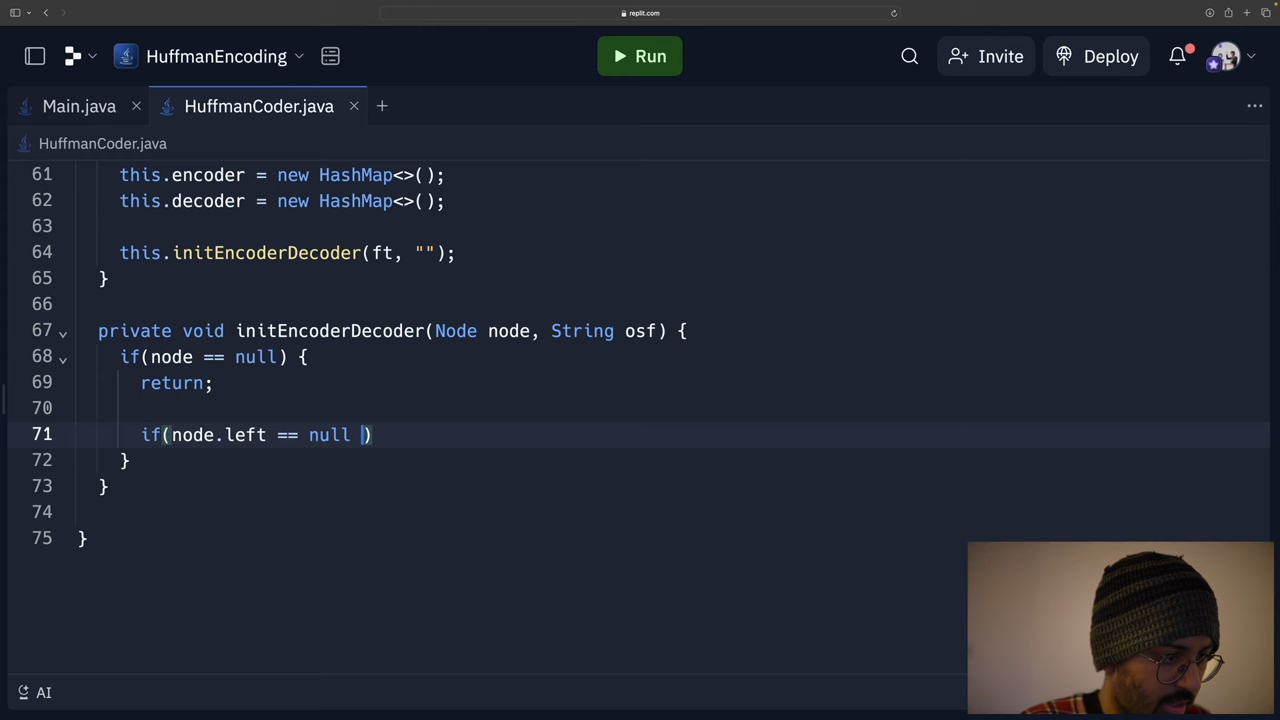 replit.com
HuffmanEncoding
Run
Invite
Deploy
Main.java
HuffmanCoder.java
HuffmanCoder.java
61 this.encoder = new HashMap<>();
62 this.decoder = new HashMap<>();
63
64 this.initEncoderDecoder(ft, "");
65 }
66
67 private void initEncoderDecoder(Node node, String osf) {
68 if(node == null) {
69 return;
70
71 if(node.left == null )
72 }
73 }
74
75 }
AI